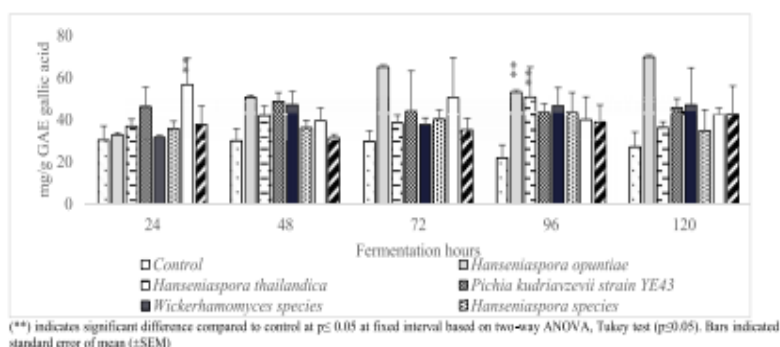 80
60
40
20
0
mg/g GAE gallic acid
24 48 72 96 120
Fermentation hours
Control Hanseniaspora opuntiae
Hanseniaspora thailandica Pichia kudriavzevii strain YE43
Wickerhamomyces species Hanseniaspora species
(**) indicates significant difference compared to control at p≤ 0.05 at fixed interval based on two-way ANOVA, Tukey test (p≤0.05). Bars indicated
standard error of mean (±SEM)